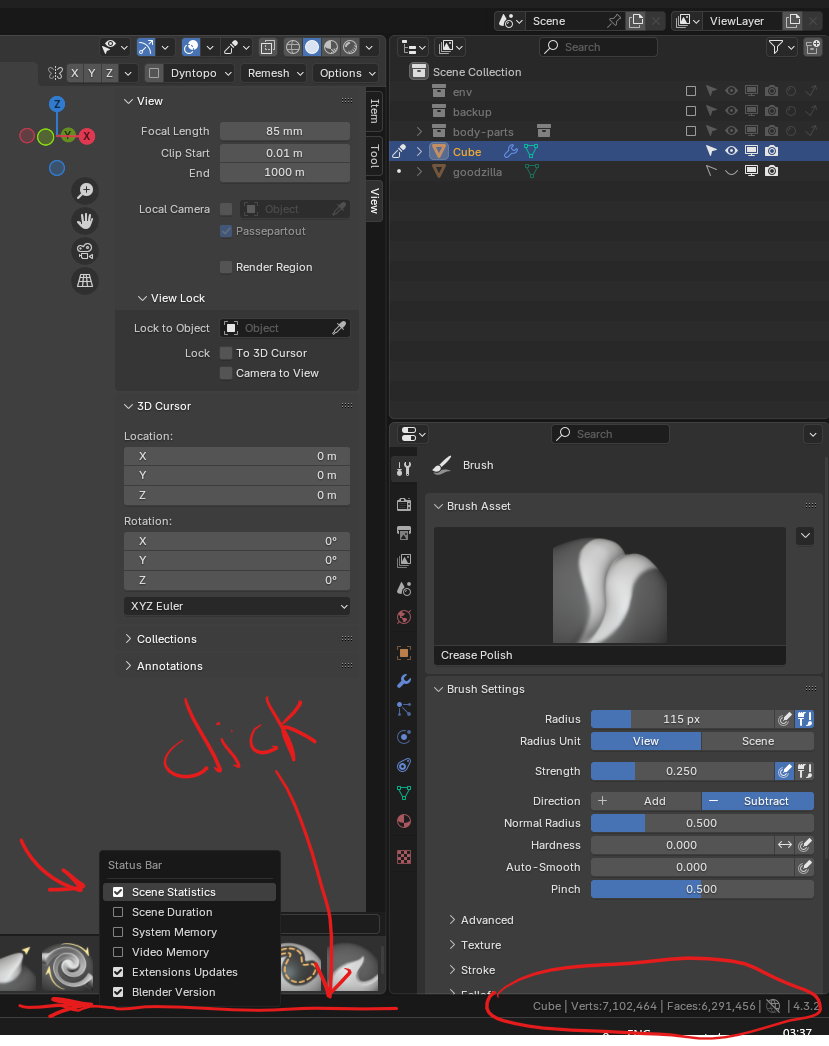 Scene
ViewLayer
X Y Z Dyntopo Remesh Options
Search
Scene Collection
env
backup
body-parts
Cube
goodzilla
Item
Tool
View
View
Focal Length 85 mm
Clip Start 0.01 m
End 1000 m
Local Camera Object
Passepartout
Render Region
View Lock
Lock to Object Object
Lock To 3D Cursor
Camera to View
3D Cursor
Location:
X 0 m
Y 0 m
Z 0 m
Rotation:
X 0°
Y 0°
Z 0°
XYZ Euler
Collections
Annotations
Z
Y
X
click
Status Bar
Scene Statistics
Scene Duration
System Memory
Video Memory
Extensions Updates
Blender Version
Search
Brush
Brush Asset
Crease Polish
Brush Settings
Radius 115 px
Radius Unit View Scene
Strength 0.250
Direction + Add − Subtract
Normal Radius 0.500
Hardness 0.000
Auto-Smooth 0.000
Pinch 0.500
Advanced
Texture
Stroke
Cube | Verts:7,102,464 | Faces:6,291,456 | 4.3.2
ENG
03:37